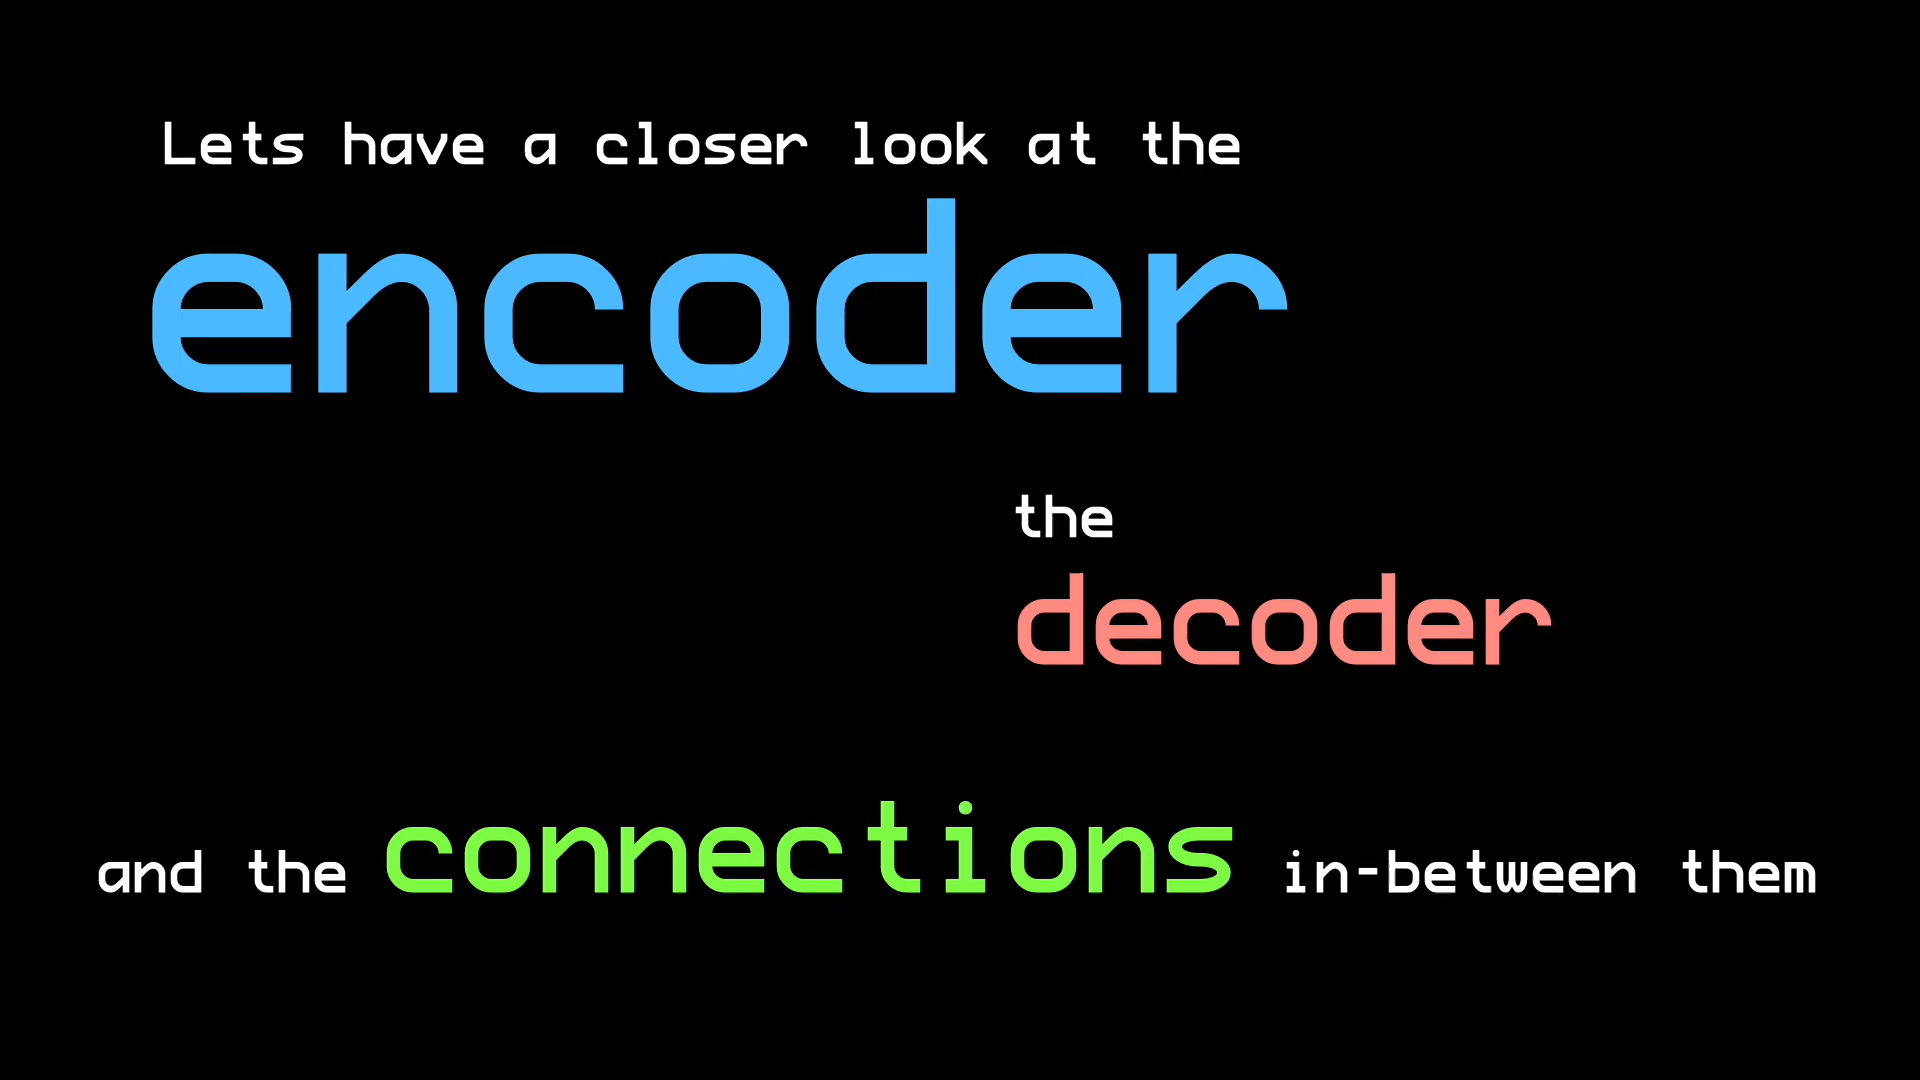 Lets have a closer look at the
encoder
the
decoder
and the connections in-between them